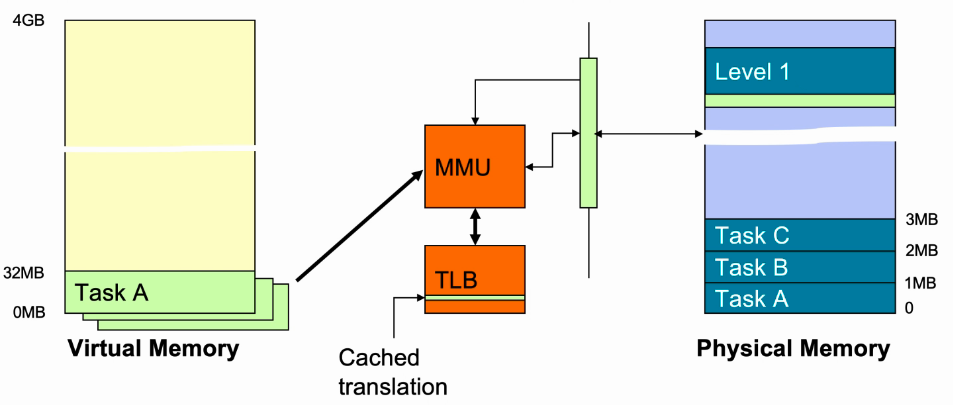 4GB
32MB
0MB
Task A
Virtual Memory
MMU
TLB
Cached
translation
Level 1
Task C
Task B
Task A
3MB
2MB
1MB
0
Physical Memory